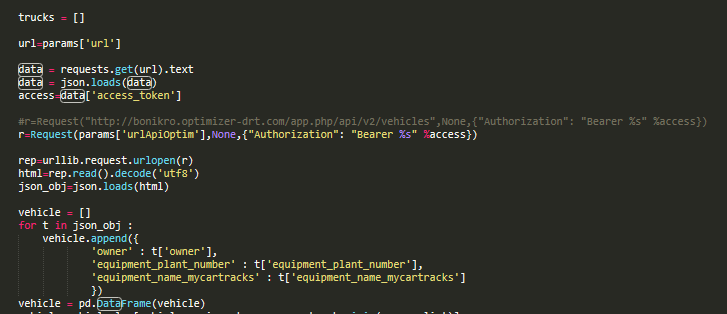 trucks = []
url=params['url']
data = requests.get(url).text
data = json.loads(data)
access=data['access_token']
#r=Request("http://bonikro.optimizer-drt.com/app.php/api/v2/vehicles",None,{"Authorization": "Bearer %s" %access})
r=Request(params['urlApiOptim'],None,{"Authorization": "Bearer %s" %access})
rep=urllib.request.urlopen(r)
html=rep.read().decode('utf8')
json_obj=json.loads(html)
vehicle = []
for t in json_obj :
vehicle.append({
'owner' : t['owner'],
'equipment_plant_number' : t['equipment_plant_number'],
'equipment_name_mycartracks' : t['equipment_name_mycartracks']
})
vehicle = pd.DataFrame(vehicle)